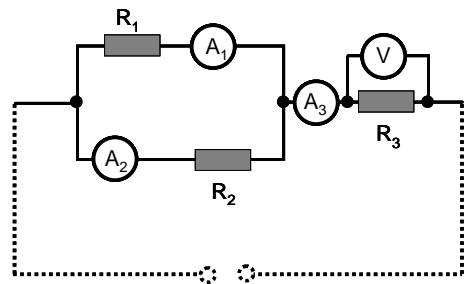 R₁
A₁
A₂
R₂
A₃
V
R₃